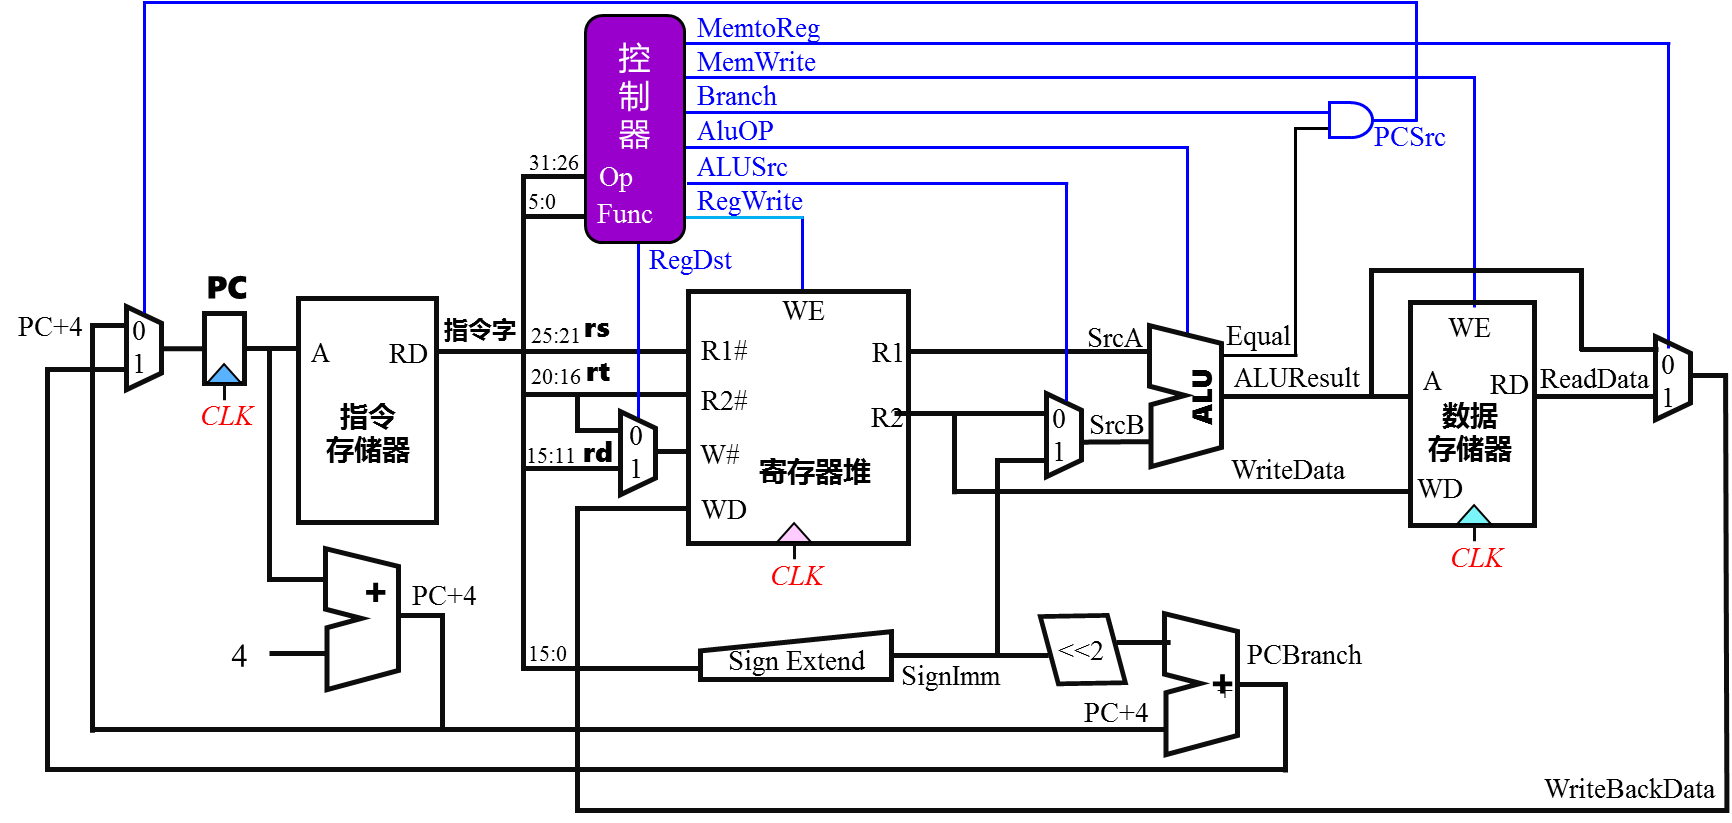 MemtoReg
MemWrite
Branch
AluOP
ALUSrc
RegWrite
控
制
器
Op
Func
31:26
5:0
PCSrc
RegDst
PC
PC+4
0
1
CLK
A
RD
指令
存储器
指令字
25:21 rs
20:16 rt
15:11 rd
0
1
WE
R1#
R2#
W#
WD
R1
R2
寄存器堆
CLK
0
1
SrcA
SrcB
ALU
Equal
ALUResult
WriteData
WE
A
RD
数据
存储器
WD
CLK
ReadData
0
1
4
+
PC+4
15:0
Sign Extend
SignImm
<<2
+
PCBranch
PC+4
WriteBackData